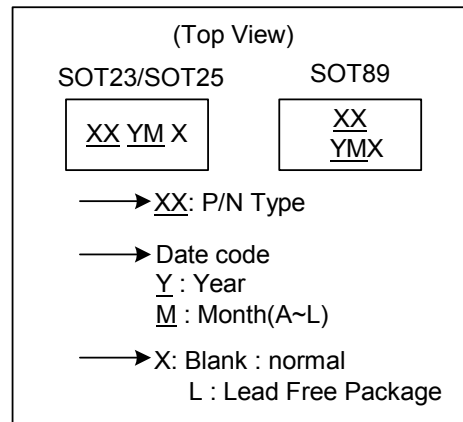 (Top View)
SOT23/SOT25 SOT89
XX YM X
XX
YMX
XX: P/N Type
Date code
Y : Year
M : Month(A~L)
X: Blank : normal
L : Lead Free Package